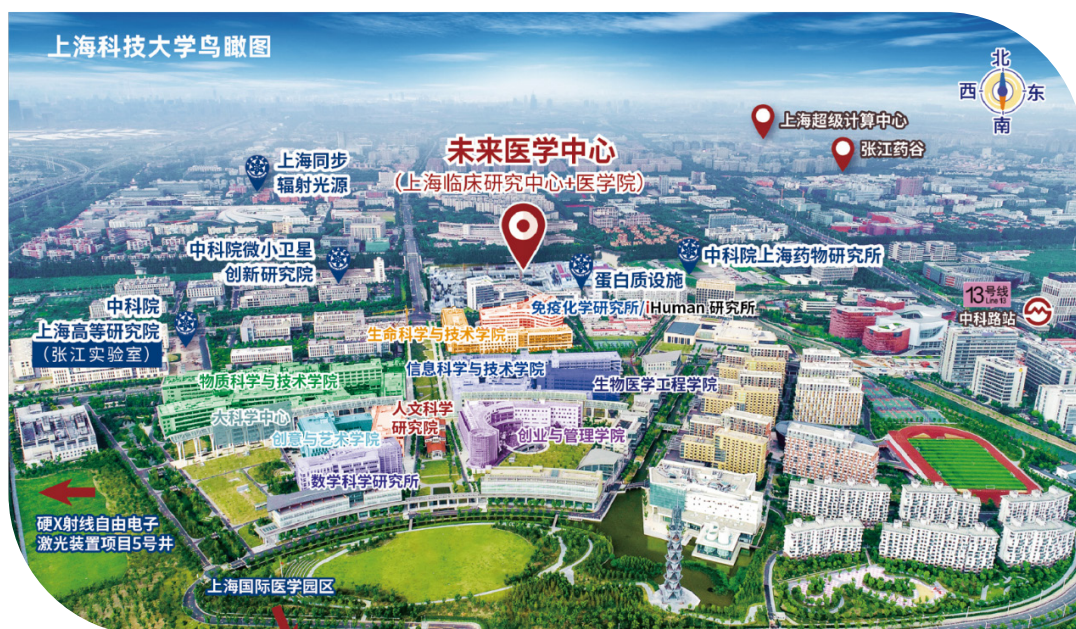 上海科技大学鸟瞰图
北
西
东
南
上海超级计算中心
张江药谷
未来医学中心
（上海临床研究中心+医学院）
上海同步
辐射光源
中科院微小卫星
创新研究院
中科院上海药物研究所
蛋白质设施
免疫化学研究所/iHuman 研究所
13号线
Line 13
中科路站
中科院
上海高等研究院
（张江实验室）
生命科学与技术学院
信息科学与技术学院
物质科学与技术学院
生物医学工程学院
大科学中心
人文科学
研究院
创意与艺术学院
创业与管理学院
数学科学研究所
硬X射线自由电子
激光装置项目5号井
上海国际医学园区